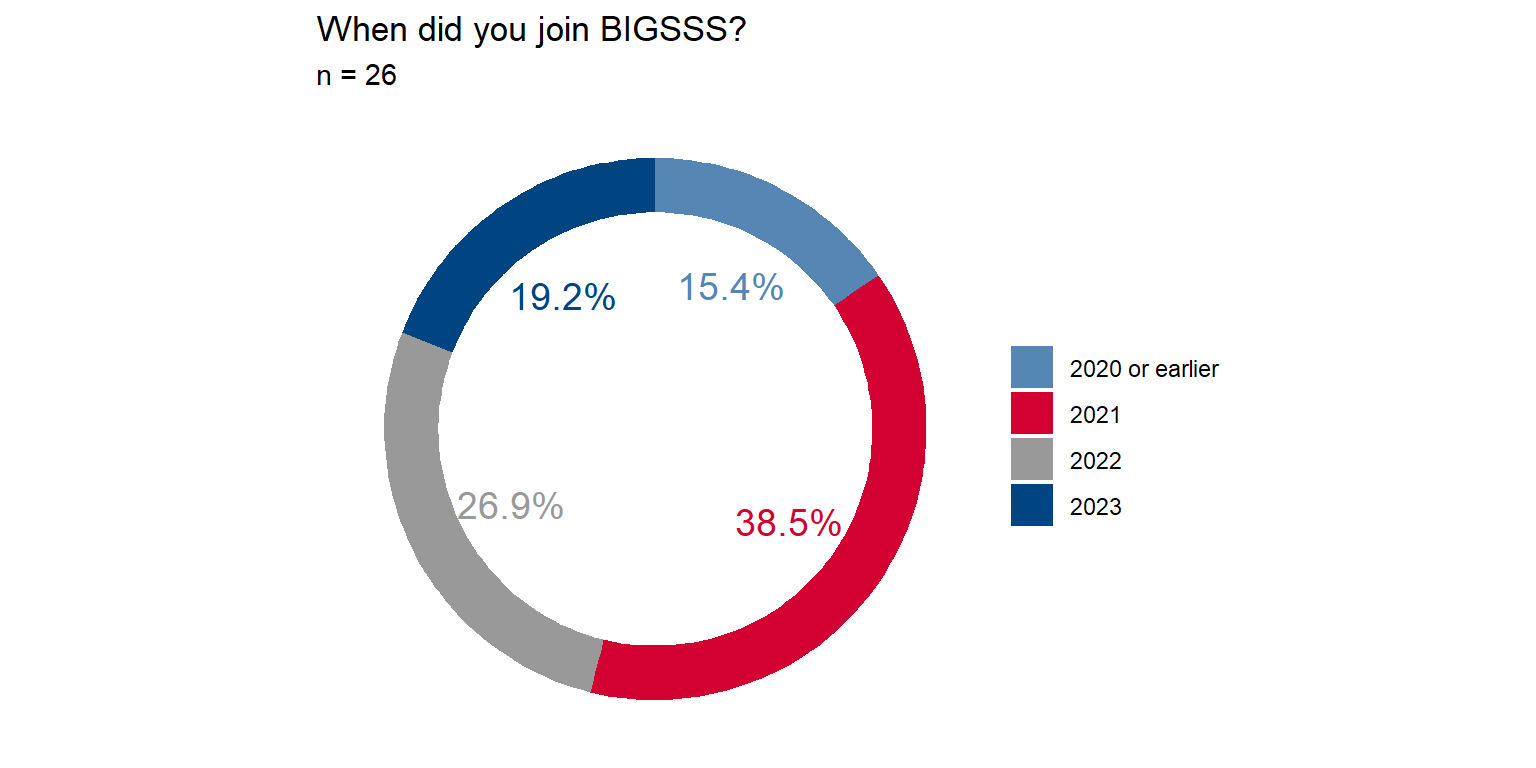 When did you join BIGSSS?
n = 26
15.4%
19.2%
2020 or earlier
2021
2022
2023
26.9%
38.5%